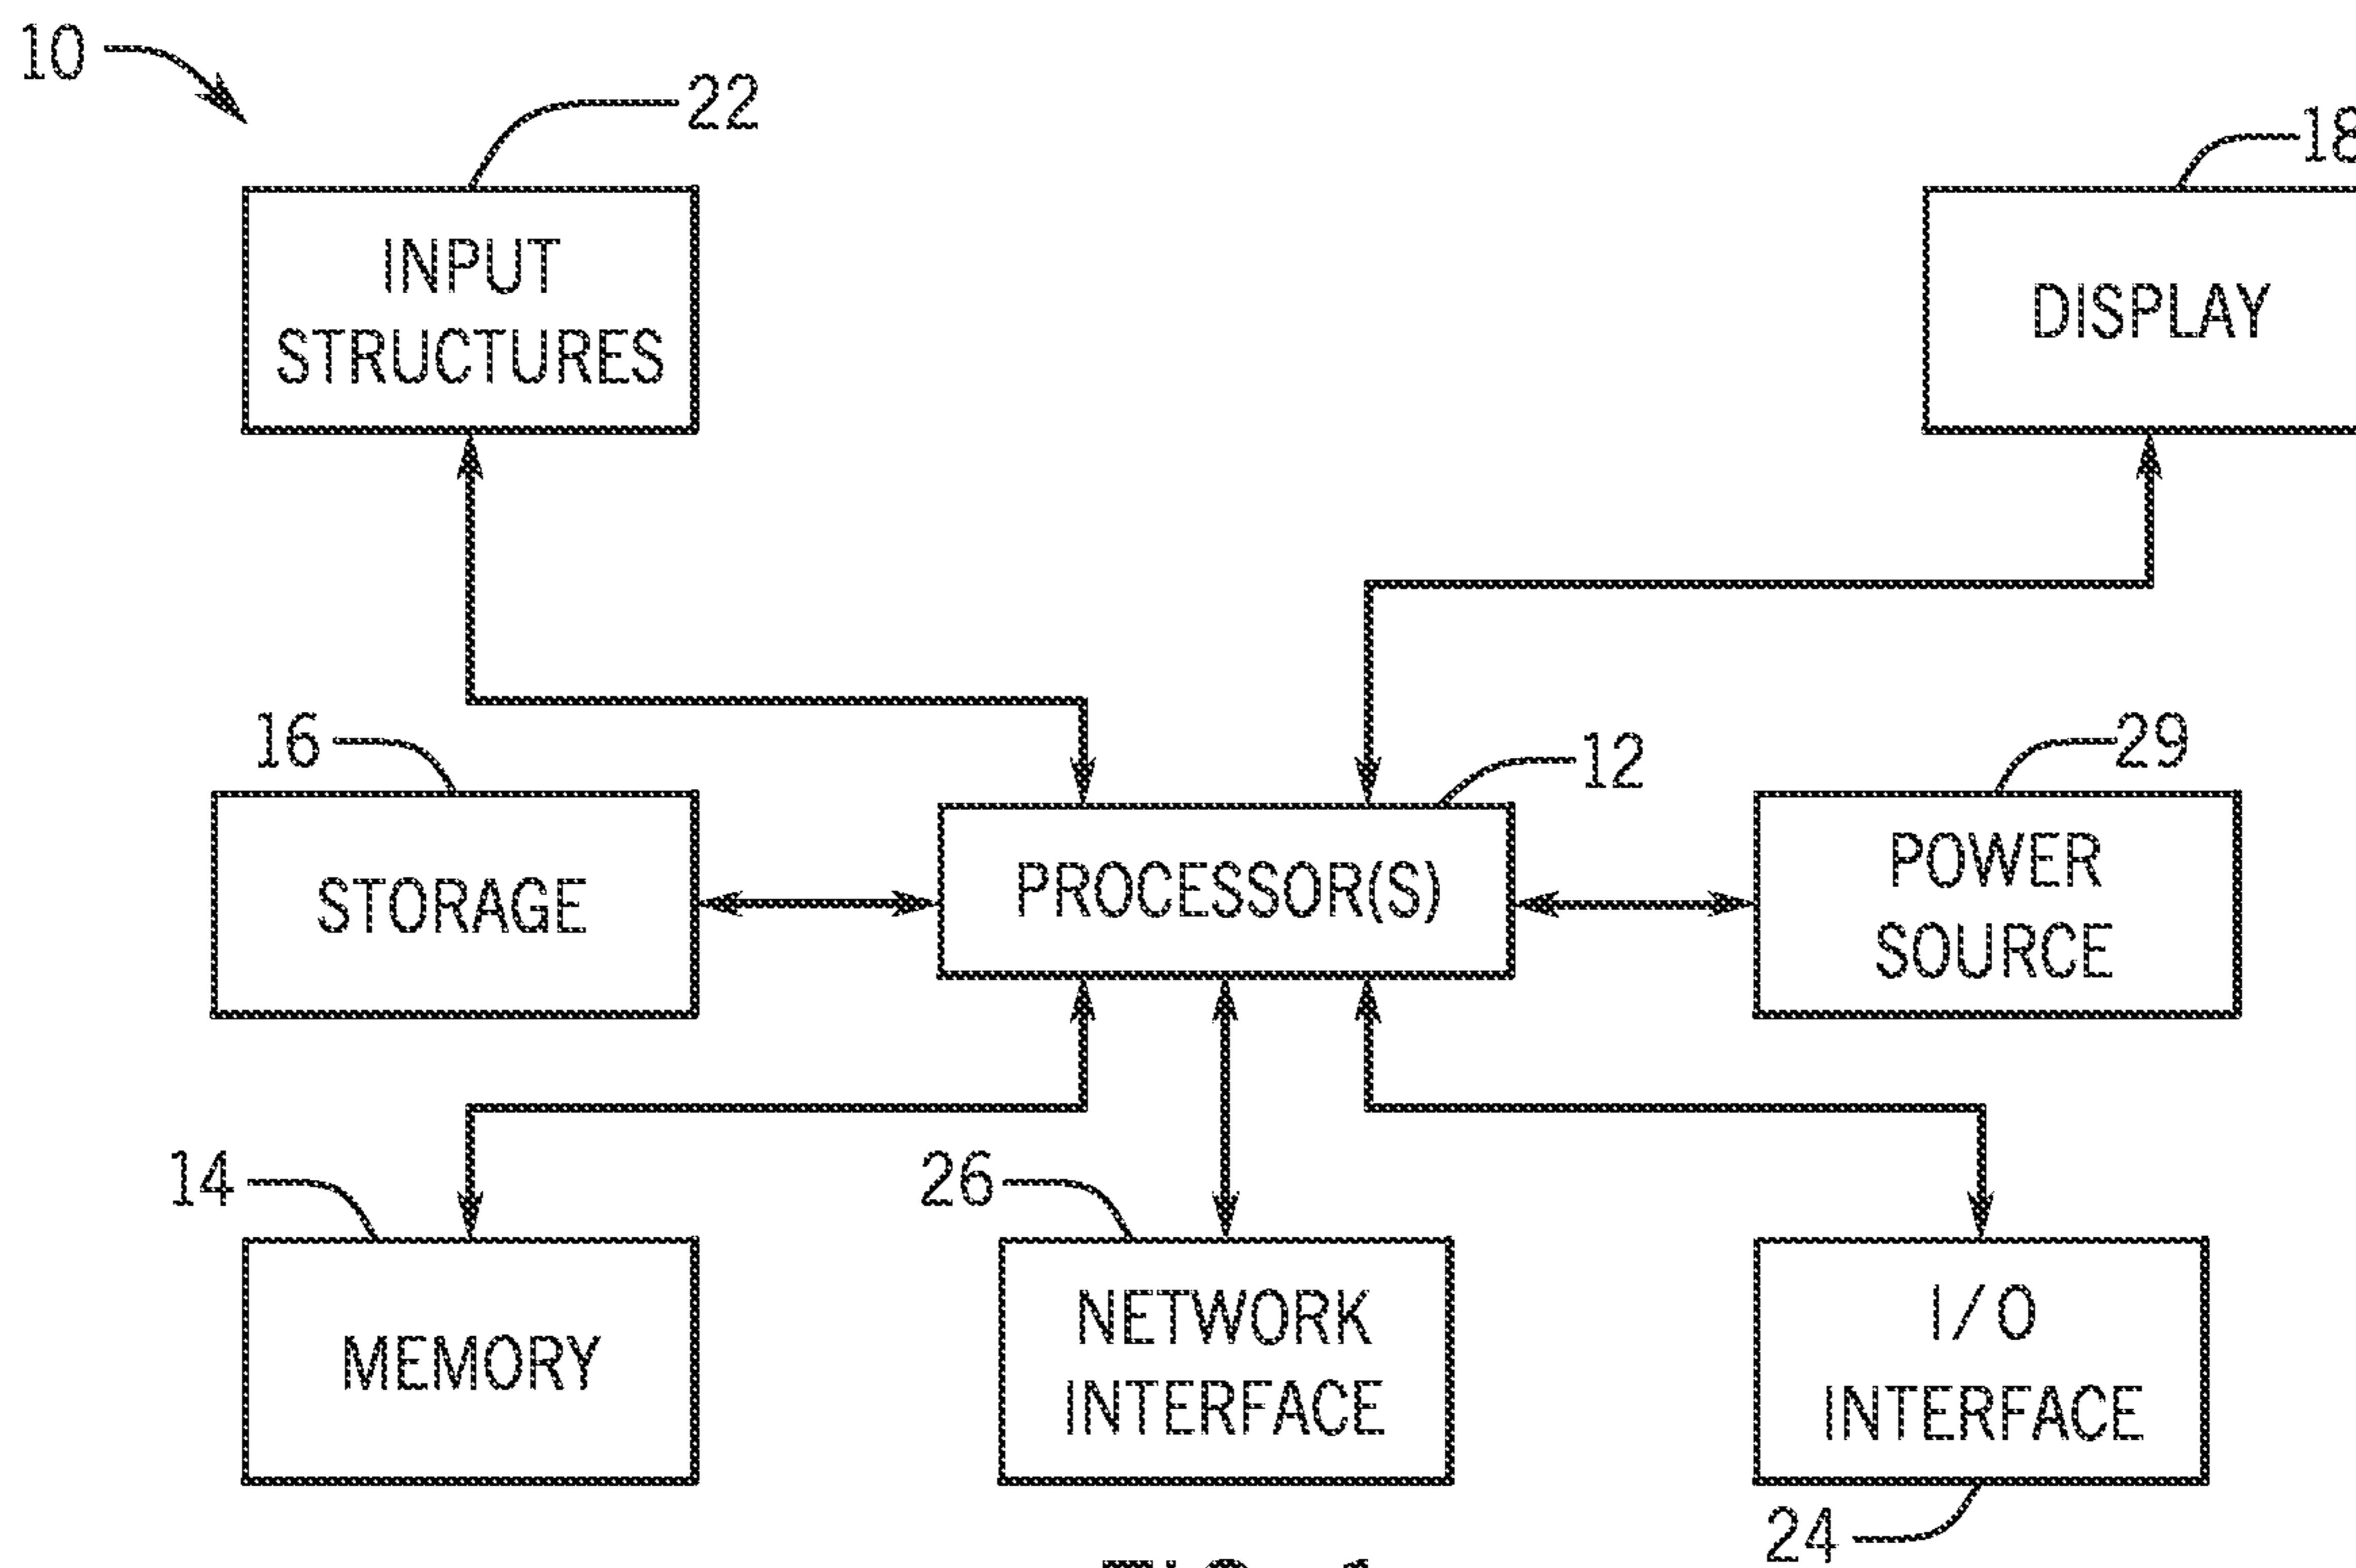 10
22
18
INPUT
STRUCTURES
DISPLAY
16
12
29
STORAGE
PROCESSOR(S)
POWER
SOURCE
14
26
MEMORY
NETWORK
INTERFACE
I/O
INTERFACE
24